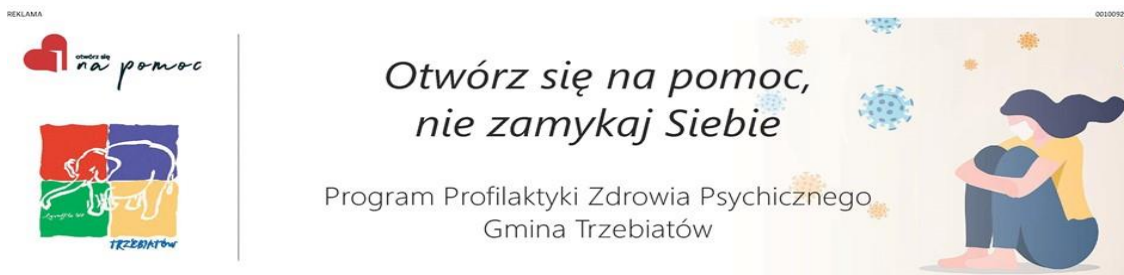 REKLAMA
0010092
otwórz się
na pomoc
Otwórz się na pomoc,
nie zamykaj Siebie
Program Profilaktyki Zdrowia Psychicznego
Gmina Trzebiatów
TRZEBIATÓW